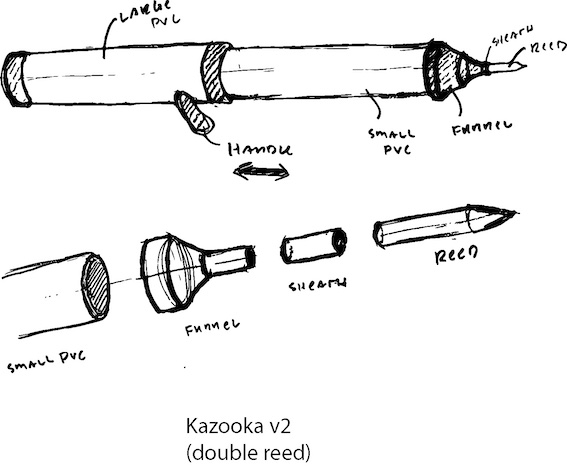 LARGE
PVC
SHEATH
REED
HANDLE
SMALL
PVC
FUNNEL
REED
SHEATH
FUNNEL
SMALL PVC
Kazooka v2
(double reed)